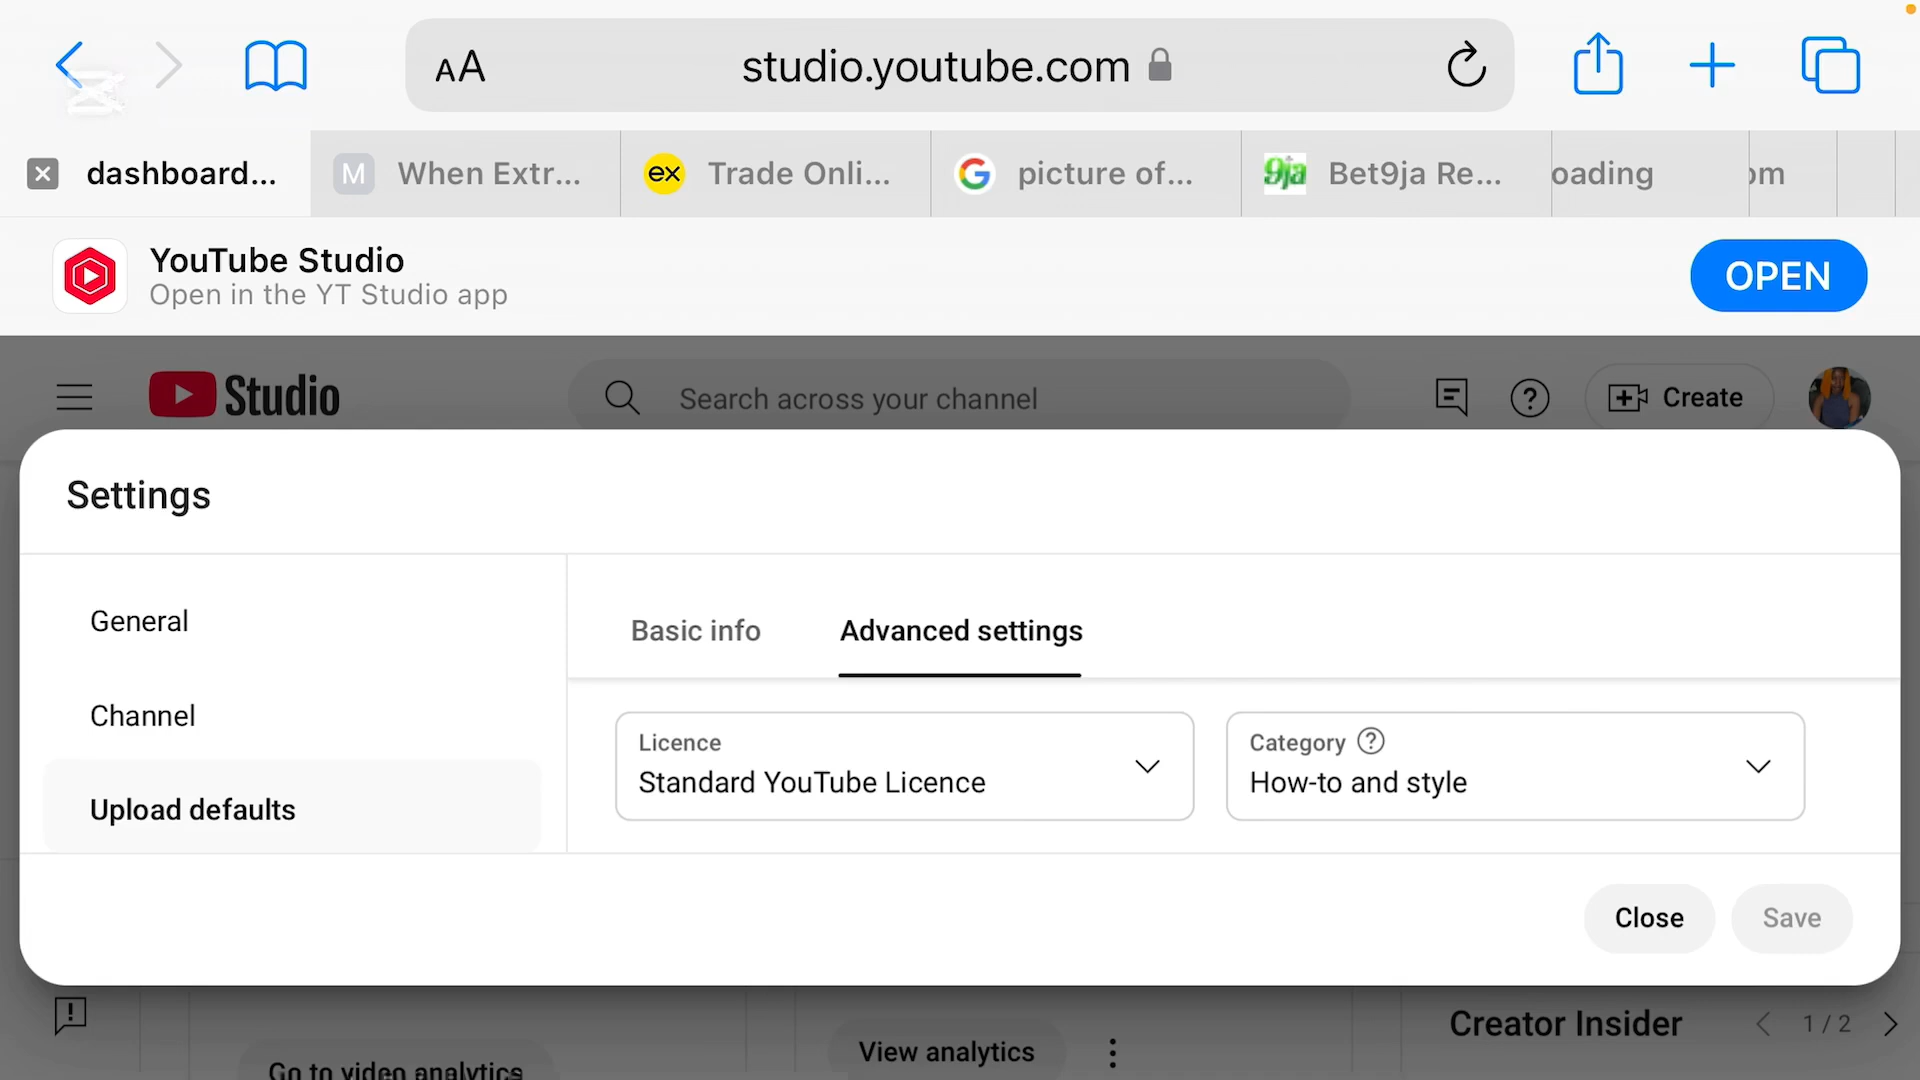 AA studio.youtube.com
dashboard... M When Extr... ex Trade Onli... G picture of... 9ja Bet9ja Re... oading om
YouTube Studio
Open in the YT Studio app
OPEN
Studio Search across your channel ? Create
Settings
General
Channel
Upload defaults
Basic info Advanced settings
Licence
Standard YouTube Licence
Category ?
How-to and style
Close Save
Go to video analytics
View analytics
Creator Insider 1 / 2